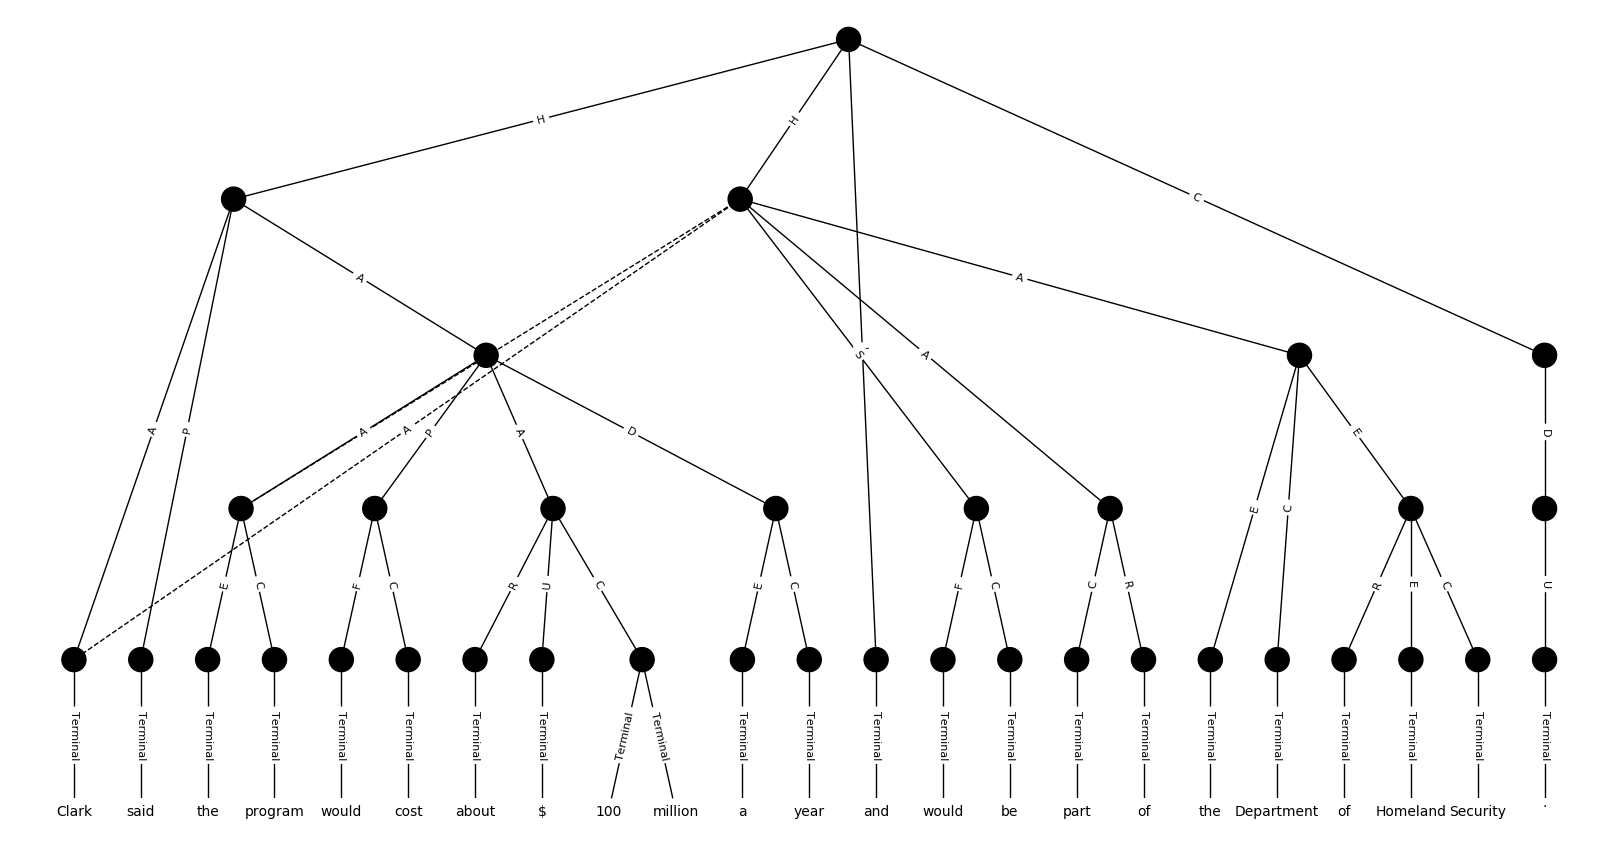 H
H
C
A
A
S
A
A
P
A
A
P
A
D
E
D
E
C
E
C
F
C
R
U
C
E
C
F
C
C
R
R
E
C
U
Terminal Terminal Terminal Terminal Terminal Terminal Terminal Terminal Terminal Terminal Terminal Terminal Terminal Terminal Terminal Terminal Terminal Terminal Terminal Terminal Terminal Terminal Terminal
Clark said the program would cost about $ 100 million a year and would be part of the Department of Homeland Security .